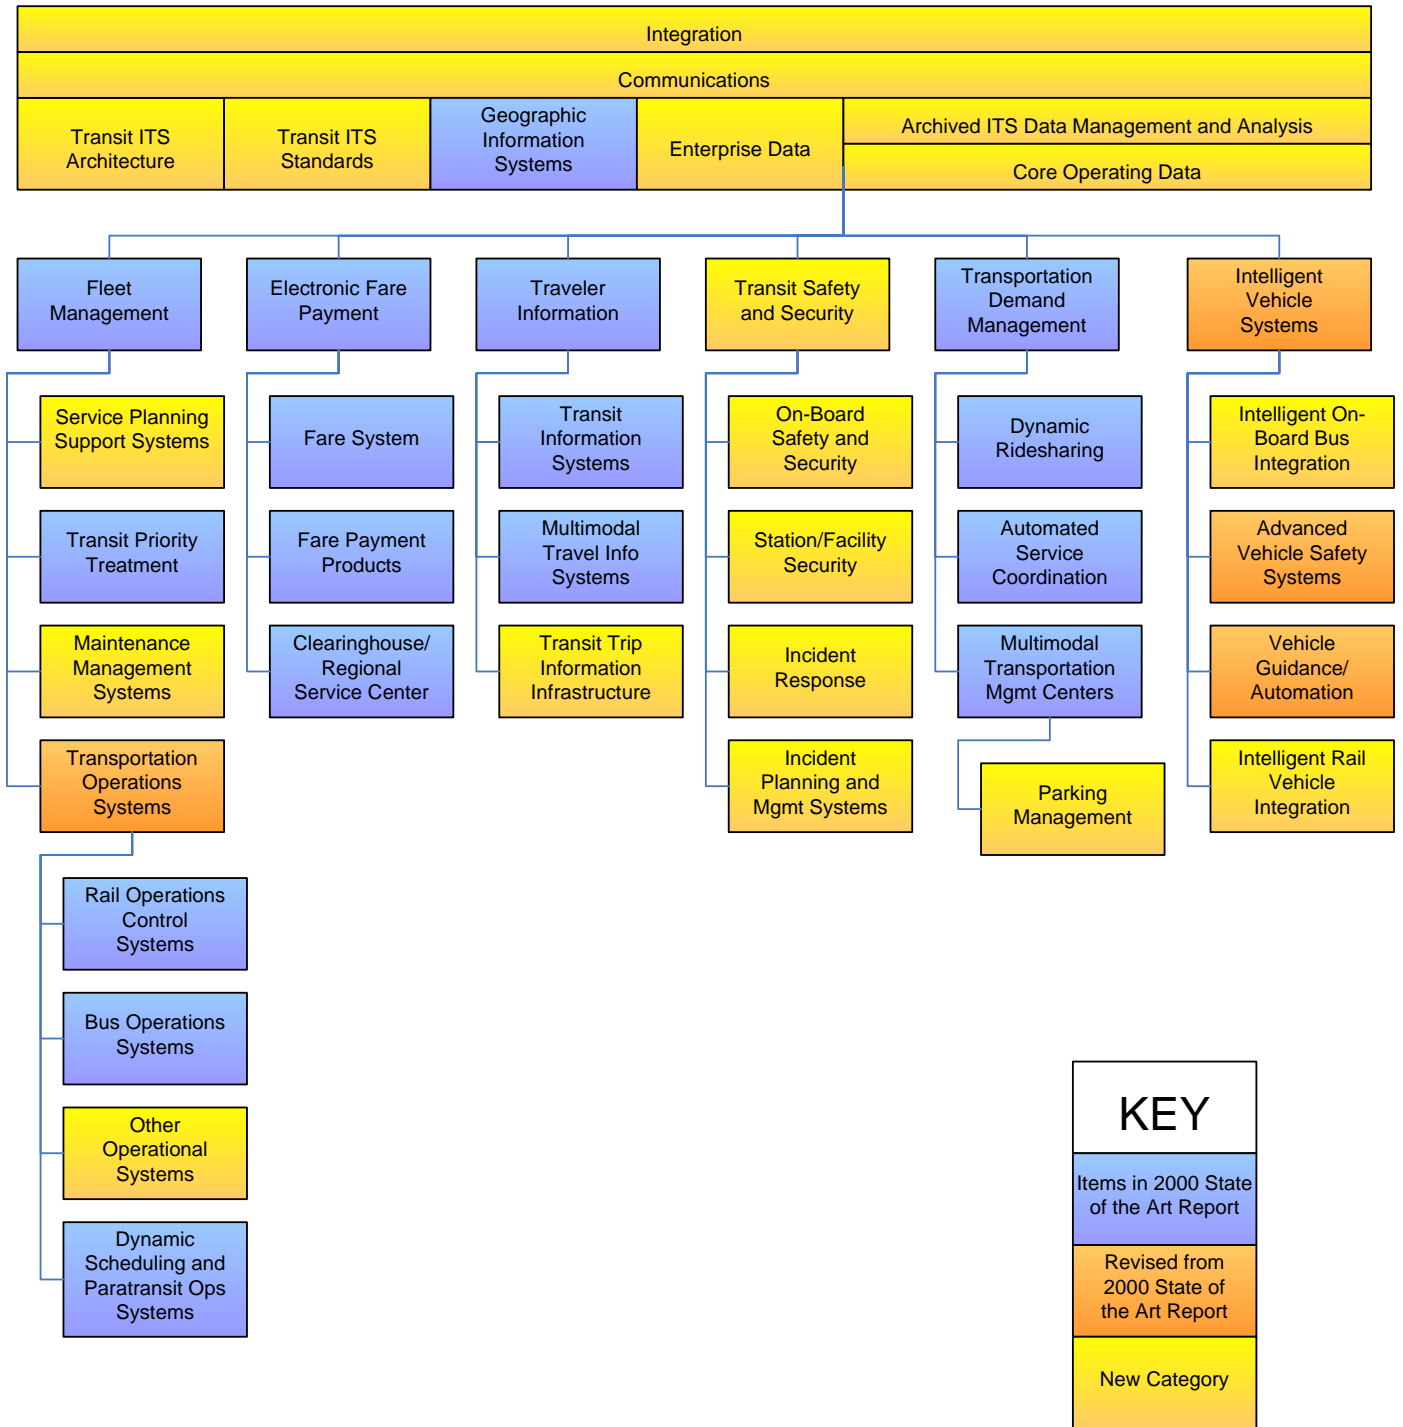 Integration
Communications
Transit ITS
Architecture
Transit ITS
Standards
Geographic
Information
Systems
Enterprise Data
Archived ITS Data Management and Analysis
Core Operating Data
Fleet
Management
Electronic Fare
Payment
Traveler
Information
Transit Safety
and Security
Transportation
Demand
Management
Intelligent
Vehicle
Systems
Service Planning
Support Systems
Transit Priority
Treatment
Maintenance
Management
Systems
Transportation
Operations
Systems
Rail Operations
Control
Systems
Bus Operations
Systems
Other
Operational
Systems
Dynamic
Scheduling and
Paratransit Ops
Systems
Fare System
Fare Payment
Products
Clearinghouse/
Regional
Service Center
Transit
Information
Systems
Multimodal
Travel Info
Systems
Transit Trip
Information
Infrastructure
On-Board
Safety and
Security
Station/Facility
Security
Incident
Response
Incident
Planning and
Mgmt Systems
Dynamic
Ridesharing
Automated
Service
Coordination
Multimodal
Transportation
Mgmt Centers
Parking
Management
Intelligent On-
Board Bus
Integration
Advanced
Vehicle Safety
Systems
Vehicle
Guidance/
Automation
Intelligent Rail
Vehicle
Integration
KEY
Items in 2000 State
of the Art Report
Revised from
2000 State of
the Art Report
New Category